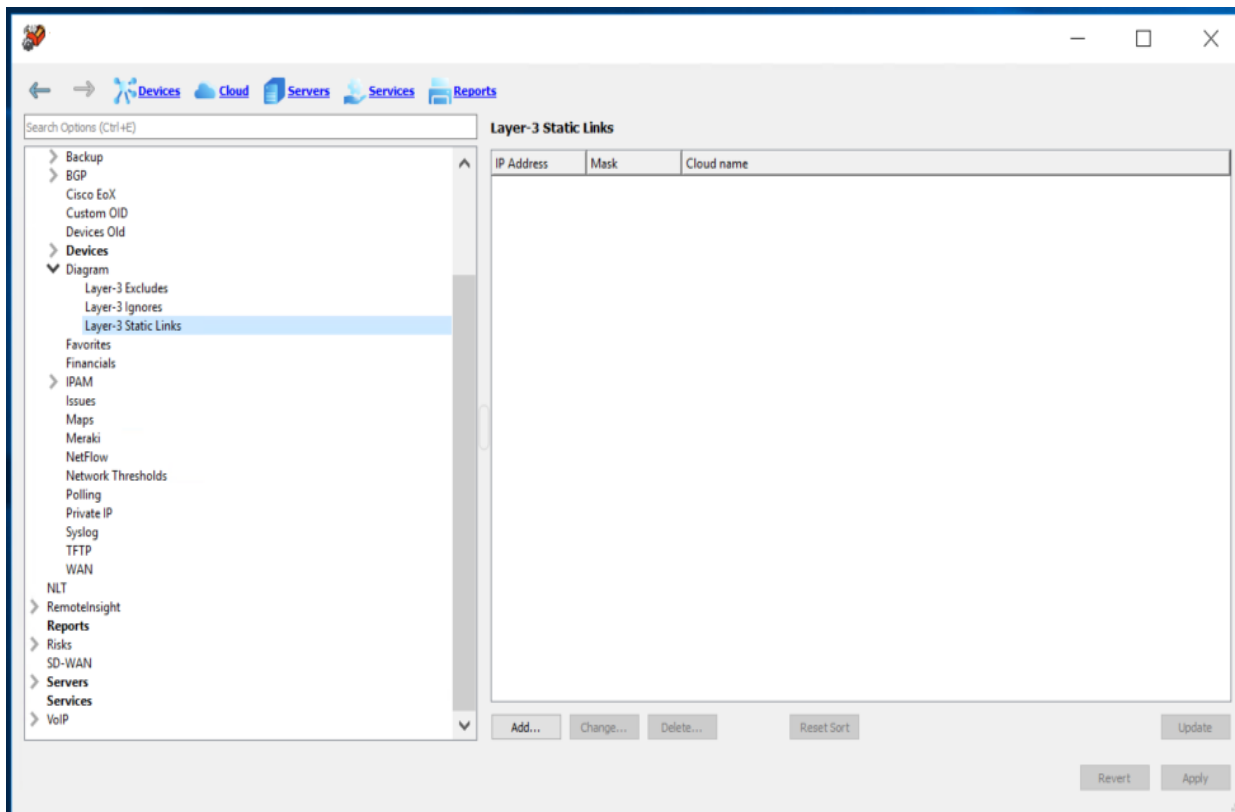 Devices Cloud Servers Services Reports
Search Options (Ctrl+E)
Backup
BGP
Cisco EoX
Custom OID
Devices Old
Devices
Diagram
Layer-3 Excludes
Layer-3 Ignores
Layer-3 Static Links
Favorites
Financials
IPAM
Issues
Maps
Meraki
NetFlow
Network Thresholds
Polling
Private IP
Syslog
TFTP
WAN
NLT
RemoteInsight
Reports
Risks
SD-WAN
Servers
Services
VoIP
Layer-3 Static Links
IP Address Mask Cloud name
Add... Change... Delete... Reset Sort Update
Revert Apply